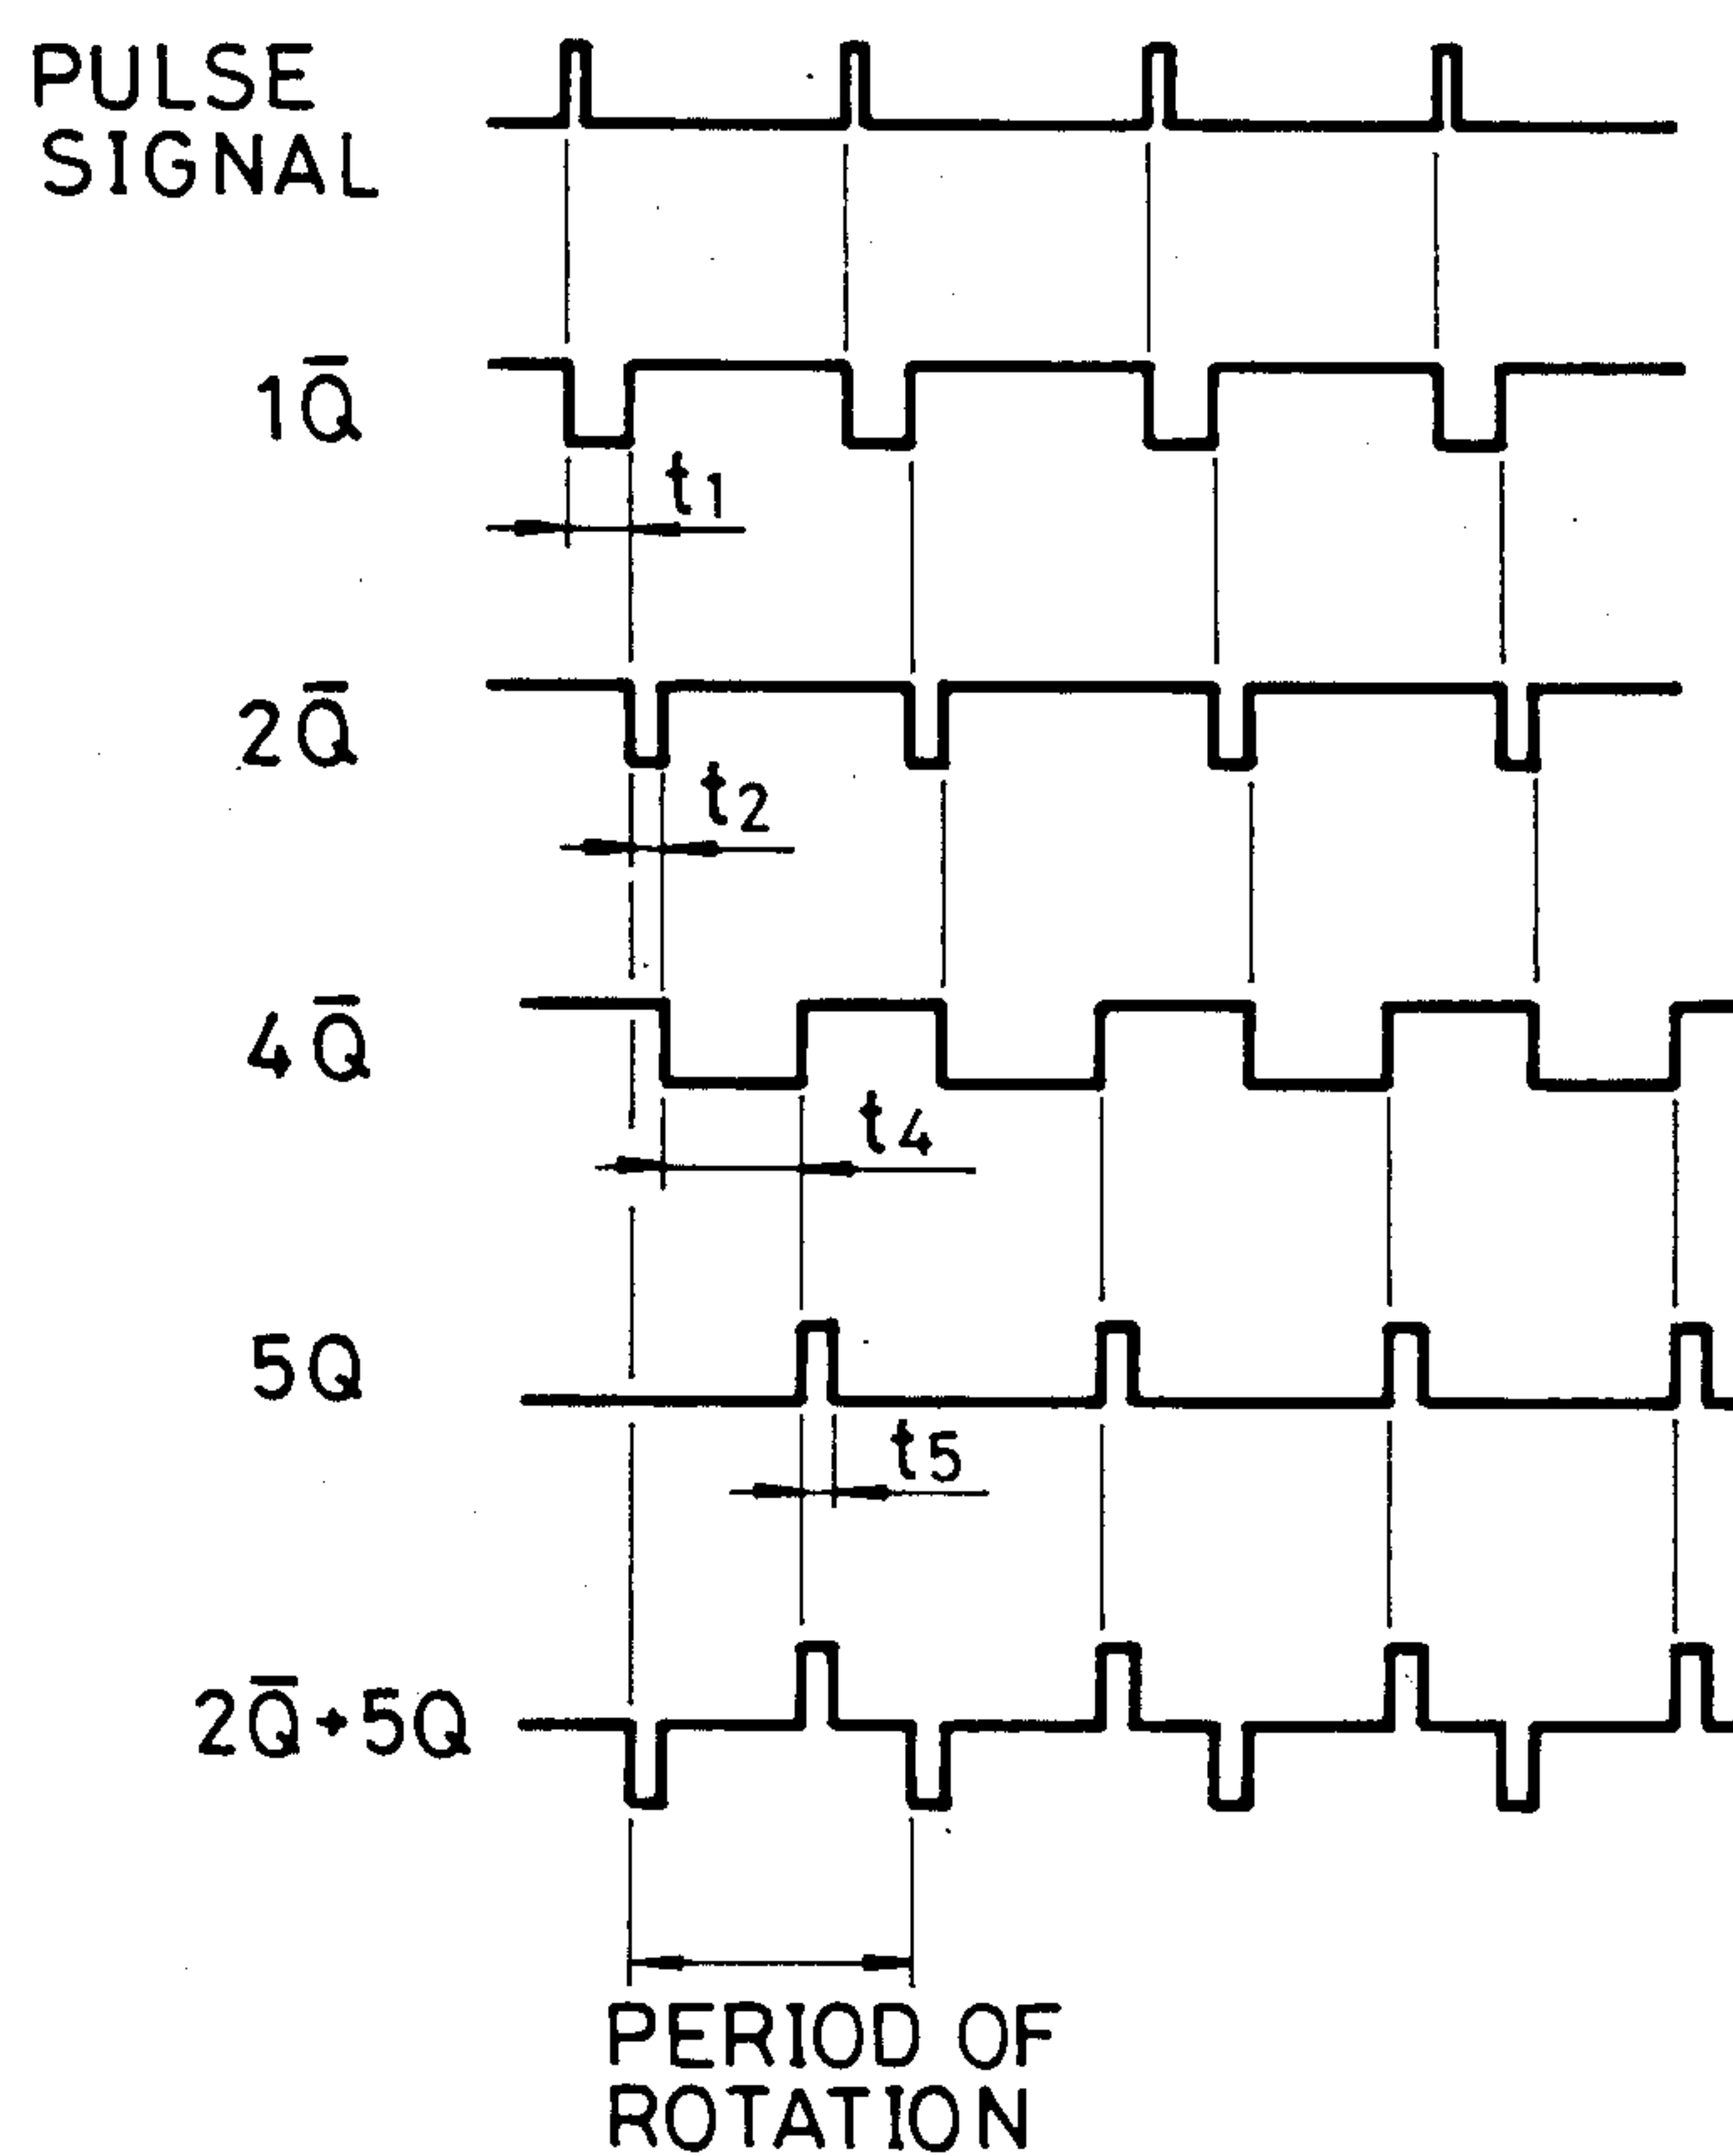 PULSE
SIGNAL
1Q̅
t1
2Q̅
t2
4Q̅
t4
5Q
t5
2Q̅+5Q
PERIOD OF
ROTATION